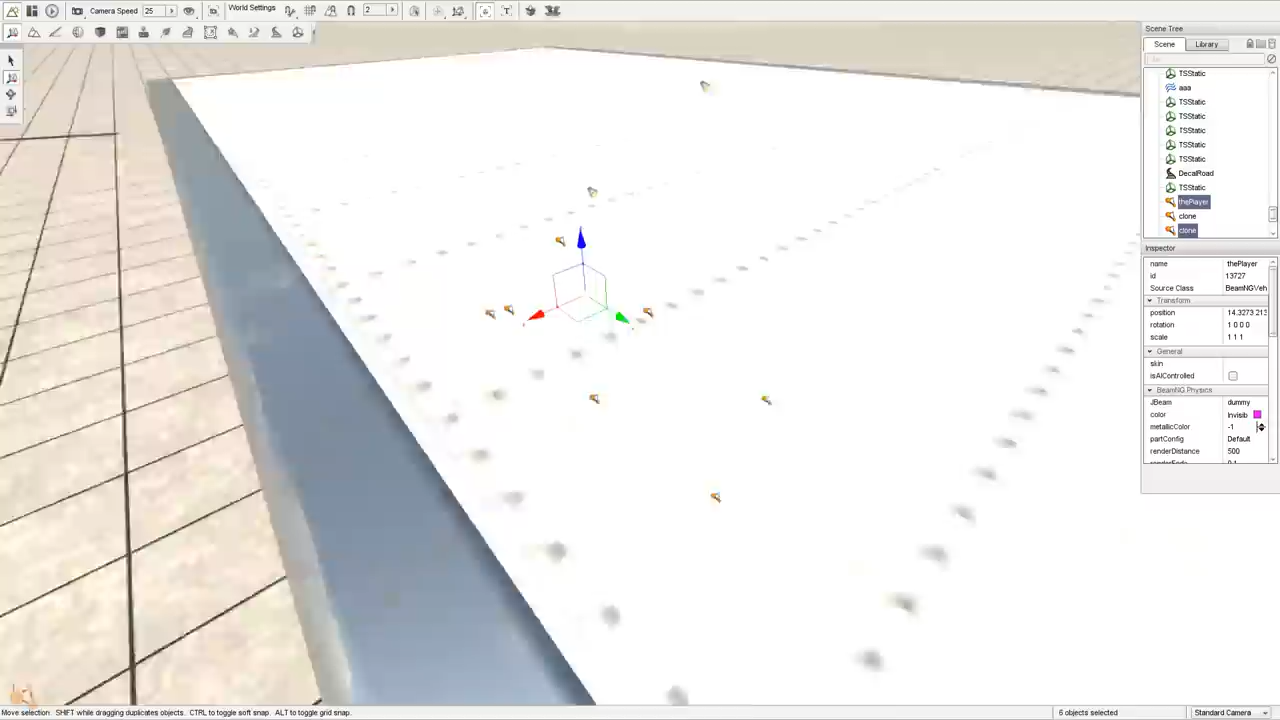 Camera Speed 25
World Settings
2
Scene Tree
Scene Library
TSStatic
aaa
TSStatic
TSStatic
TSStatic
TSStatic
TSStatic
DecalRoad
TSStatic
thePlayer
clone
clone
Inspector
name thePlayer
id 13727
Source Class BeamNGVeh
Transform
position 14.3273 213
rotation 1 0 0 0
scale 1 1 1
General
skin
isAIControlled
BeamNG Physics
JBeam dummy
color Invisib
metallicColor -1
partConfig Default
renderDistance 500
Move selection. SHIFT while dragging duplicates objects. CTRL to toggle soft snap. ALT to toggle grid snap.
6 objects selected
Standard Camera